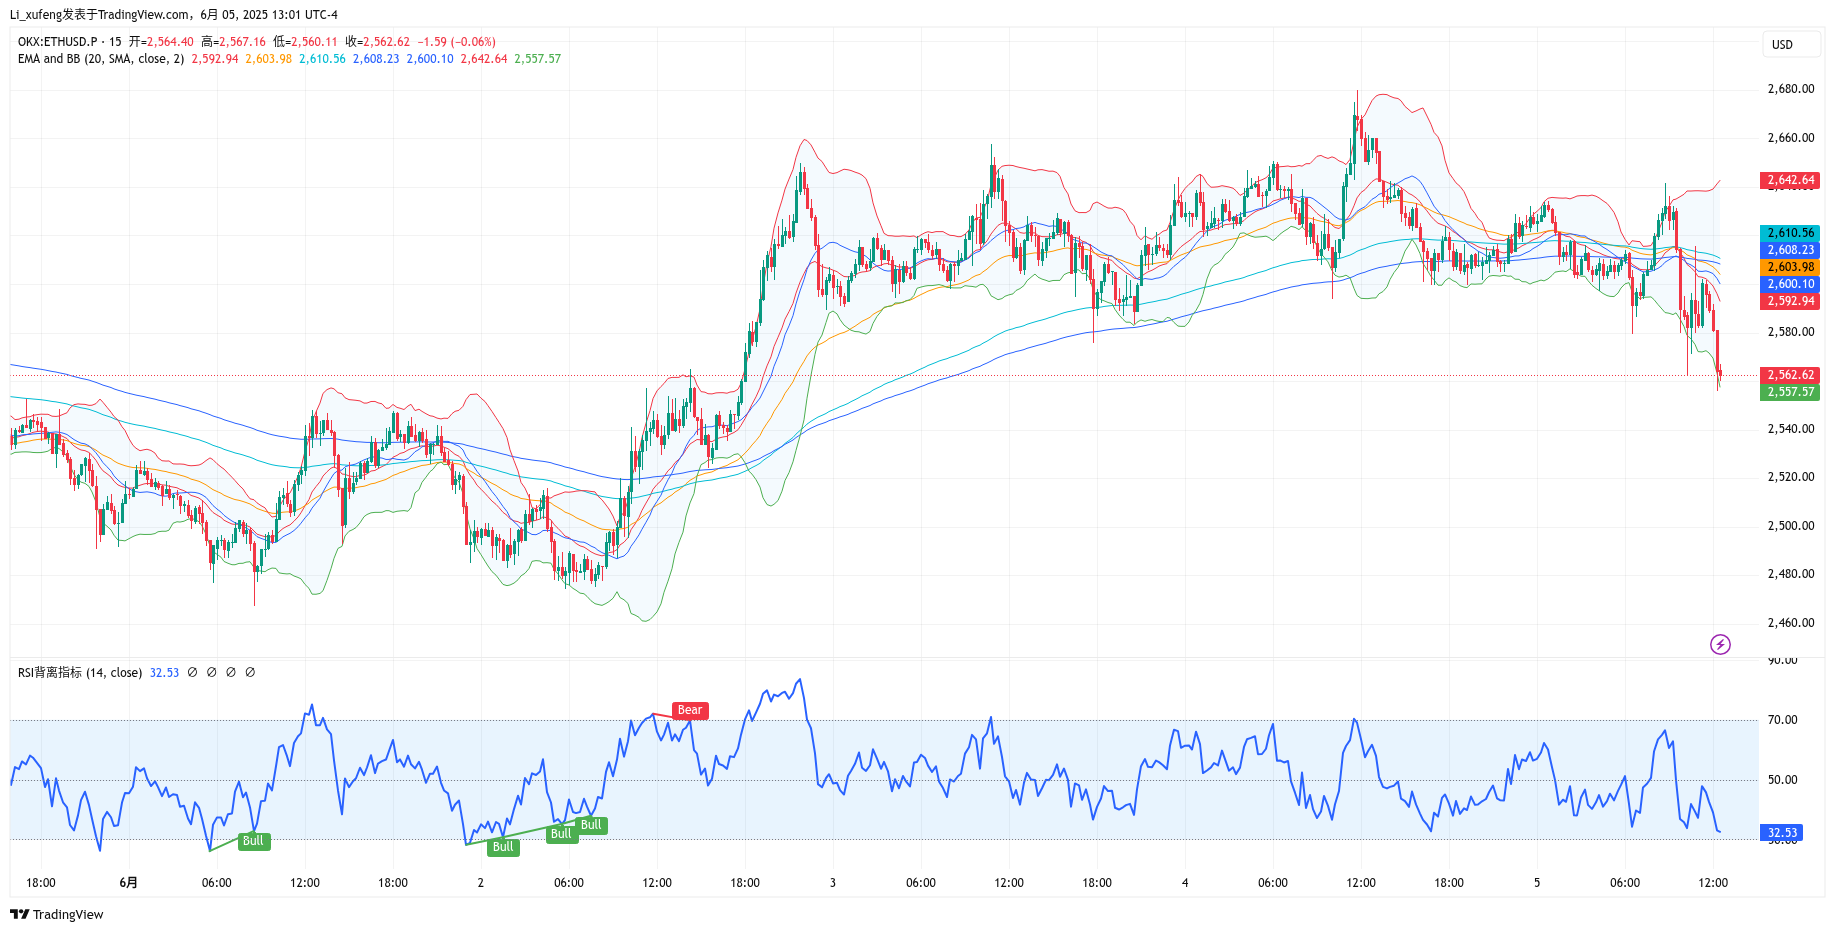 Li_xufeng发表于TradingView.com, 6月 05, 2025 13:01 UTC-4
OKX:ETHUSD.P · 15 开=2,564.40 高=2,567.16 低=2,560.11 收=2,562.62 −1.59 (−0.06%)
USD
EMA and BB (20, SMA, close, 2) 2,592.94 2,603.98 2,610.56 2,608.23 2,600.10 2,642.64 2,557.57
2,680.00
2,660.00
2,642.64
2,610.56
2,608.23
2,603.98
2,600.10
2,592.94
2,580.00
2,562.62
2,557.57
2,540.00
2,520.00
2,500.00
2,480.00
2,460.00
RSI背离指标 (14, close) 32.53 ∅ ∅ ∅ ∅
90.00
Bear
70.00
50.00
Bull
Bull
Bull
Bull
32.53
30.00
18:00 6月 06:00 12:00 18:00 2 06:00 12:00 18:00 3 06:00 12:00 18:00 4 06:00 12:00 18:00 5 06:00 12:00
TradingView